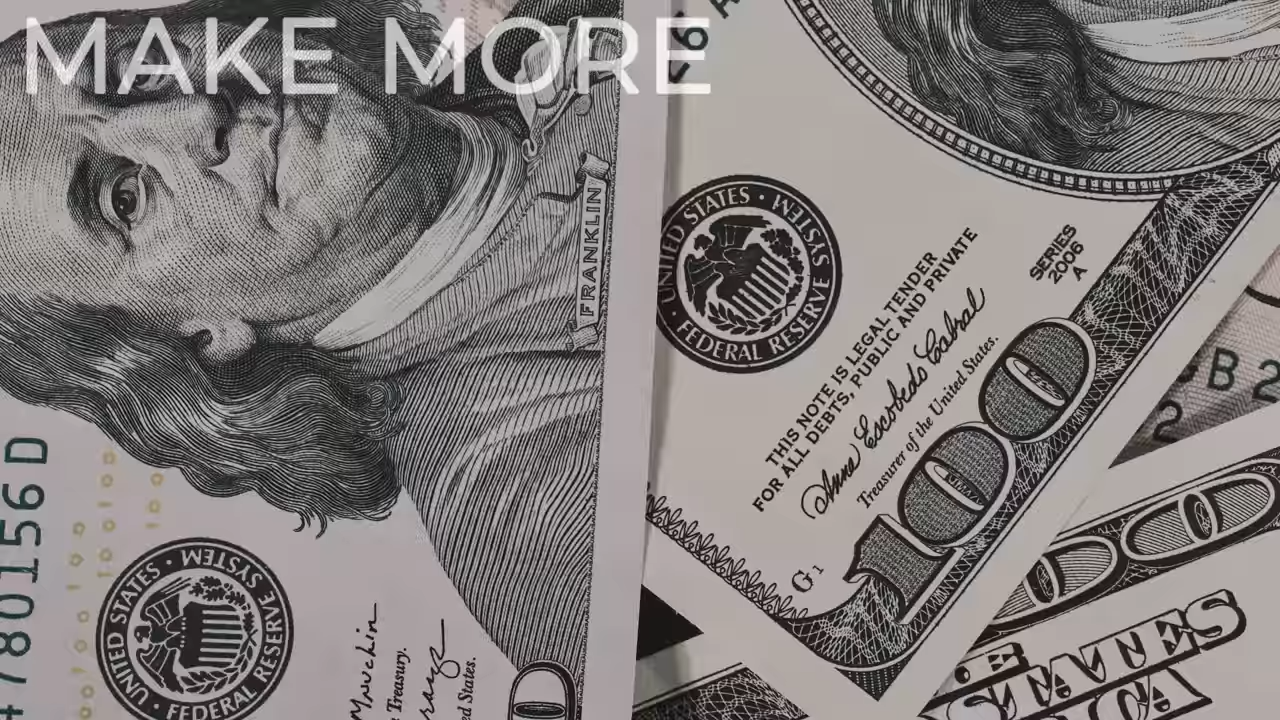 MAKE MORE
FRANKLIN
UNITED STATES • FEDERAL RESERVE SYSTEM •
Mnuchin
Treasury.
States.
UNITED STATES • FEDERAL RESERVE SYSTEM •
THIS NOTE IS LEGAL TENDER
FOR ALL DEBTS, PUBLIC AND PRIVATE
Anna Escobedo Cabral
Treasurer of the United States.
SERIES
2006
A
G1
100